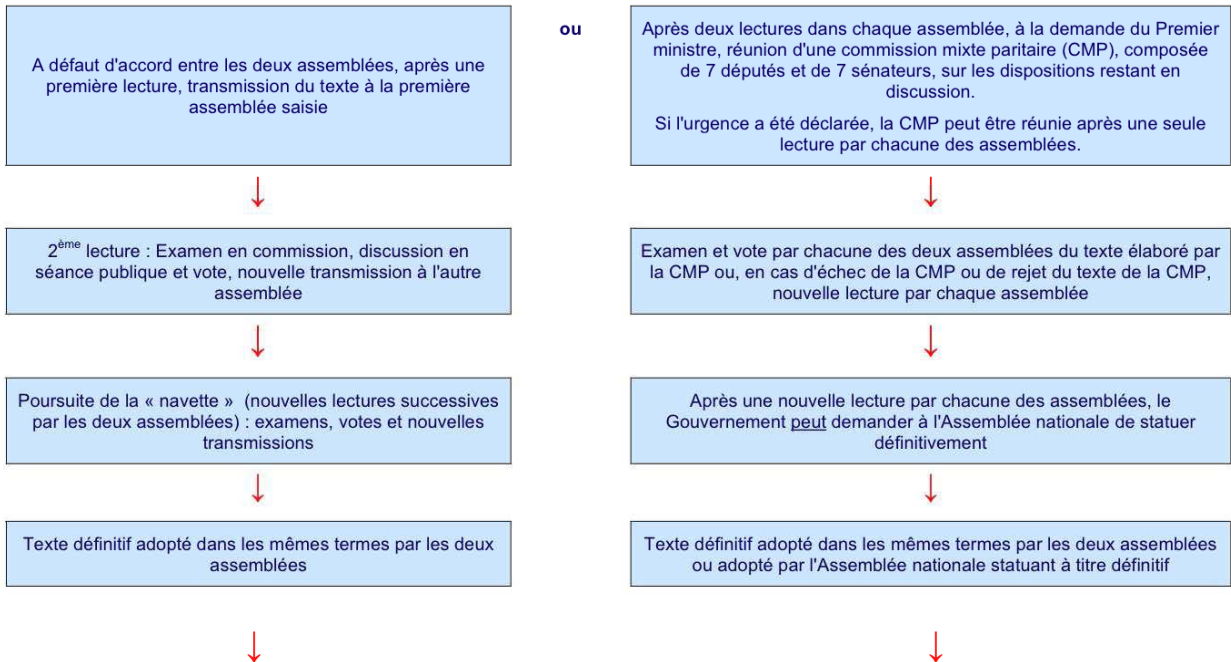 A défaut d'accord entre les deux assemblées, après une
première lecture, transmission du texte à la première
assemblée saisie
ou
Après deux lectures dans chaque assemblée, à la demande du Premier
ministre, réunion d'une commission mixte paritaire (CMP), composée
de 7 députés et de 7 sénateurs, sur les dispositions restant en
discussion.
Si l'urgence a été déclarée, la CMP peut être réunie après une seule
lecture par chacune des assemblées.
2ème lecture : Examen en commission, discussion en
séance publique et vote, nouvelle transmission à l'autre
assemblée
Examen et vote par chacune des deux assemblées du texte élaboré par
la CMP ou, en cas d'échec de la CMP ou de rejet du texte de la CMP,
nouvelle lecture par chaque assemblée
Poursuite de la « navette » (nouvelles lectures successives
par les deux assemblées) : examens, votes et nouvelles
transmissions
Après une nouvelle lecture par chacune des assemblées, le
Gouvernement peut demander à l'Assemblée nationale de statuer
définitivement
Texte définitif adopté dans les mêmes termes par les deux
assemblées
Texte définitif adopté dans les mêmes termes par les deux assemblées
ou adopté par l'Assemblée nationale statuant à titre définitif